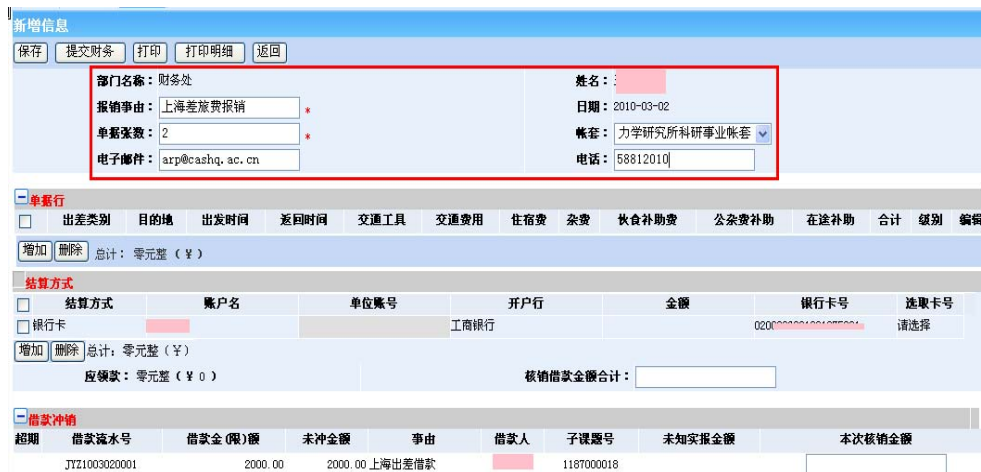 新增信息
保存 提交财务 打印 打印明细 返回
部门名称：财务处 姓名：
报销事由：上海差旅费报销 * 日期：2010-03-02
单据张数：2 * 帐套：力学研究所科研事业帐套
电子邮件：arp@cashq.ac.cn 电话：58812010
单据行
出差类别 目的地 出发时间 返回时间 交通工具 交通费用 住宿费 杂费 伙食补助费 公杂费补助 在途补助 合计 级别 编辑
增加 删除 总计：零元整（￥）
结算方式
结算方式 账户名 单位账号 开户行 金额 银行卡号 选取卡号
银行卡 工商银行 请选择
增加 删除 总计：零元整（￥）
应领款：零元整（￥0） 核销借款金额合计：
借款冲销
超期 借款流水号 借款金(限)额 未冲金额 事由 借款人 子课题号 未知实报金额 本次核销金额
JYZ1003020001 2000.00 2000.00 上海出差借款 1187000018